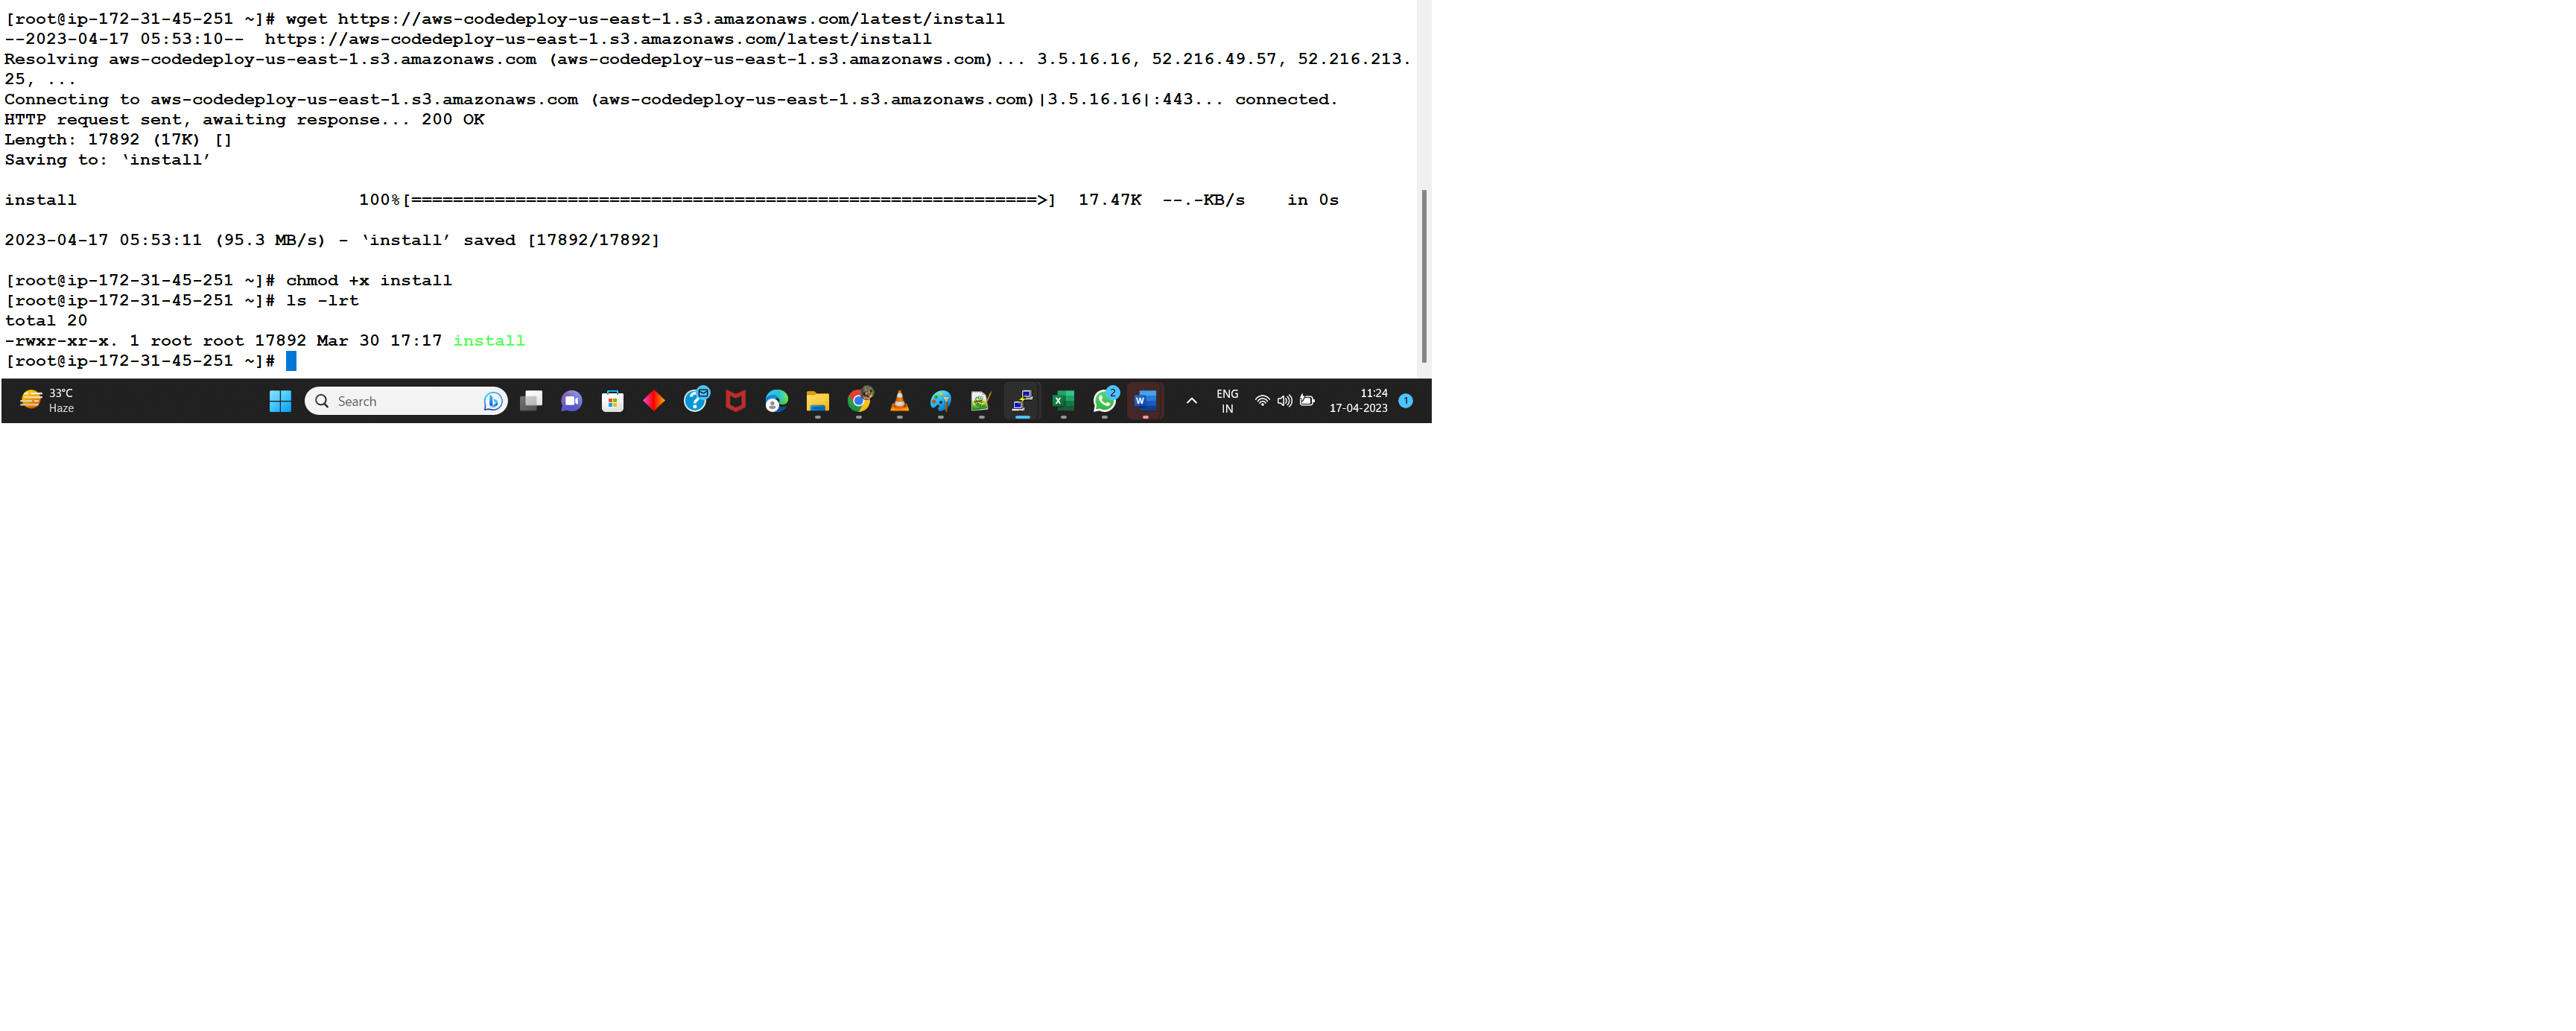 [root@ip-172-31-45-251 ~]# wget https://aws-codedeploy-us-east-1.s3.amazonaws.com/latest/install
--2023-04-17 05:53:10--  https://aws-codedeploy-us-east-1.s3.amazonaws.com/latest/install
Resolving aws-codedeploy-us-east-1.s3.amazonaws.com (aws-codedeploy-us-east-1.s3.amazonaws.com)... 3.5.16.16, 52.216.49.57, 52.216.213.
25, ...
Connecting to aws-codedeploy-us-east-1.s3.amazonaws.com (aws-codedeploy-us-east-1.s3.amazonaws.com)|3.5.16.16|:443... connected.
HTTP request sent, awaiting response... 200 OK
Length: 17892 (17K) []
Saving to: ‘install’
install 100%[============================================================>] 17.47K --.-KB/s in 0s
2023-04-17 05:53:11 (95.3 MB/s) - ‘install’ saved [17892/17892]
[root@ip-172-31-45-251 ~]# chmod +x install
[root@ip-172-31-45-251 ~]# ls -lrt
total 20
-rwxr-xr-x. 1 root root 17892 Mar 30 17:17 install
[root@ip-172-31-45-251 ~]#
33°C
Haze
Search
2
ENG
IN
11:24
17-04-2023
1